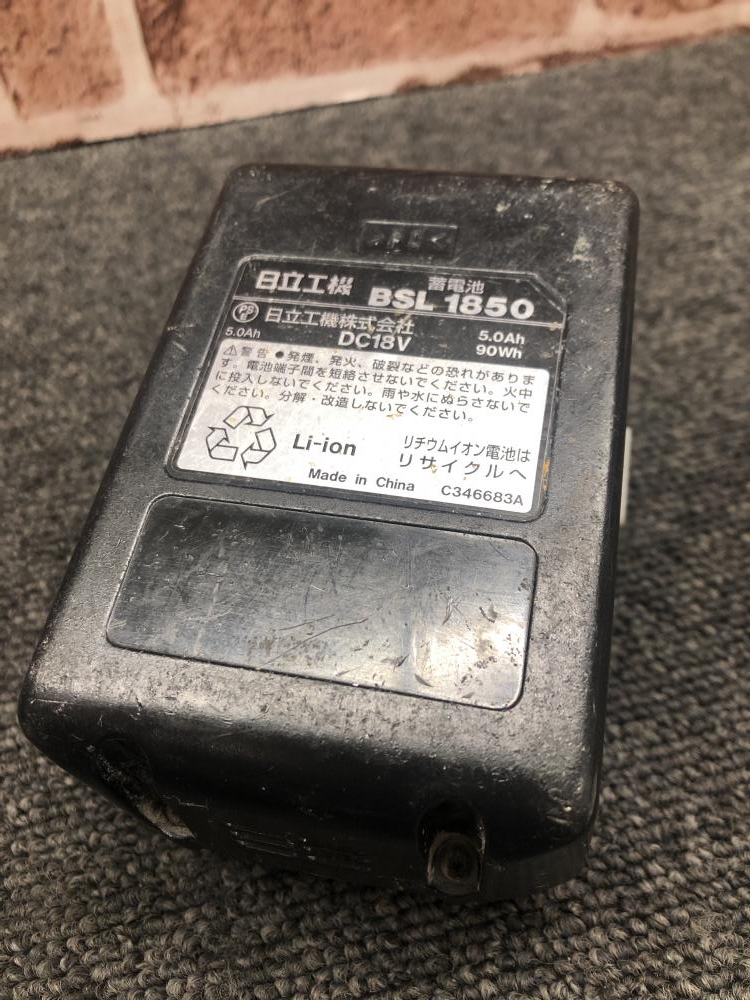 日立工機 蓄電池 BSL 1850
PSE 日立工機株式会社
5.0Ah DC18V 5.0Ah 90Wh
⚠警告 ●発煙、発火、破裂などの恐れがありま
す。電池端子間を短絡させないでください。火中
に投入しないでください。雨や水にぬらさないで
ください。分解・改造しないでください。
Li-ion リチウムイオン電池は
リサイクルへ
Made in China C346683A